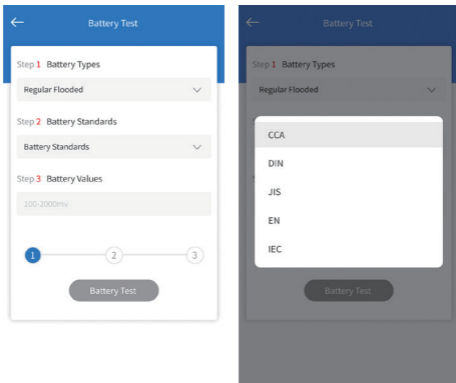 Battery Test
Step 1 Battery Types
Regular Flooded
Step 2 Battery Standards
Battery Standards
Step 3 Battery Values
100-2000mv
1
2
3
Battery Test
Battery Test
Step 1 Battery Types
Regular Flooded
CCA
DIN
JIS
EN
IEC
Battery Test